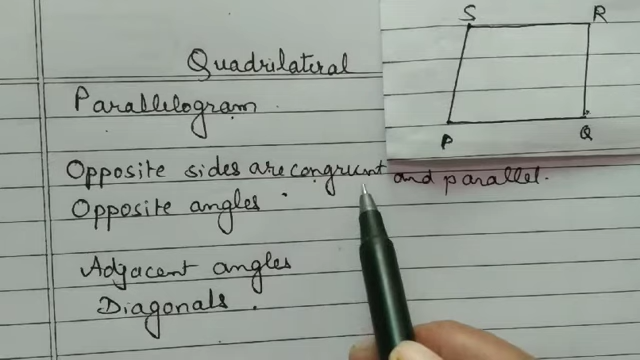 S R
Quadrilateral
Parallelogram
P Q
Opposite sides are congruent and parallel.
Opposite angles
Adjacent angles
Diagonals.